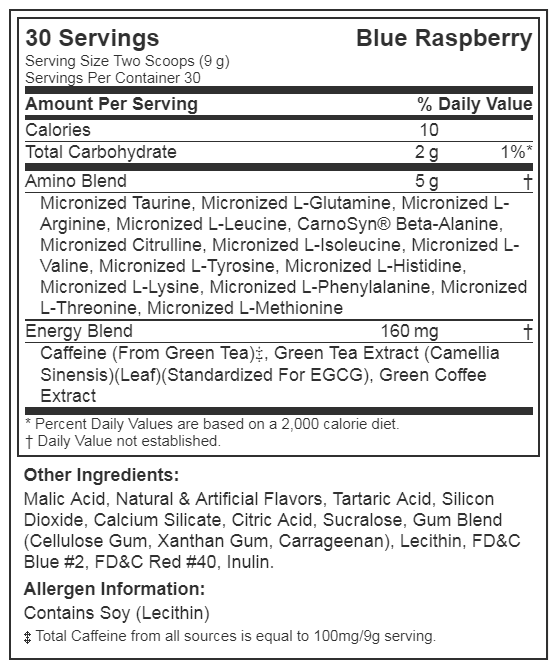 30 Servings Blue Raspberry
Serving Size Two Scoops (9 g)
Servings Per Container 30
Amount Per Serving % Daily Value
Calories 10
Total Carbohydrate 2 g 1%*
Amino Blend 5 g †
Micronized Taurine, Micronized L-Glutamine, Micronized L-
Arginine, Micronized L-Leucine, CarnoSyn® Beta-Alanine,
Micronized Citrulline, Micronized L-Isoleucine, Micronized L-
Valine, Micronized L-Tyrosine, Micronized L-Histidine,
Micronized L-Lysine, Micronized L-Phenylalanine, Micronized
L-Threonine, Micronized L-Methionine
Energy Blend 160 mg †
Caffeine (From Green Tea)‡, Green Tea Extract (Camellia
Sinensis)(Leaf)(Standardized For EGCG), Green Coffee
Extract
* Percent Daily Values are based on a 2,000 calorie diet.
† Daily Value not established.
Other Ingredients:
Malic Acid, Natural & Artificial Flavors, Tartaric Acid, Silicon
Dioxide, Calcium Silicate, Citric Acid, Sucralose, Gum Blend
(Cellulose Gum, Xanthan Gum, Carrageenan), Lecithin, FD&C
Blue #2, FD&C Red #40, Inulin.
Allergen Information:
Contains Soy (Lecithin)
‡ Total Caffeine from all sources is equal to 100mg/9g serving.